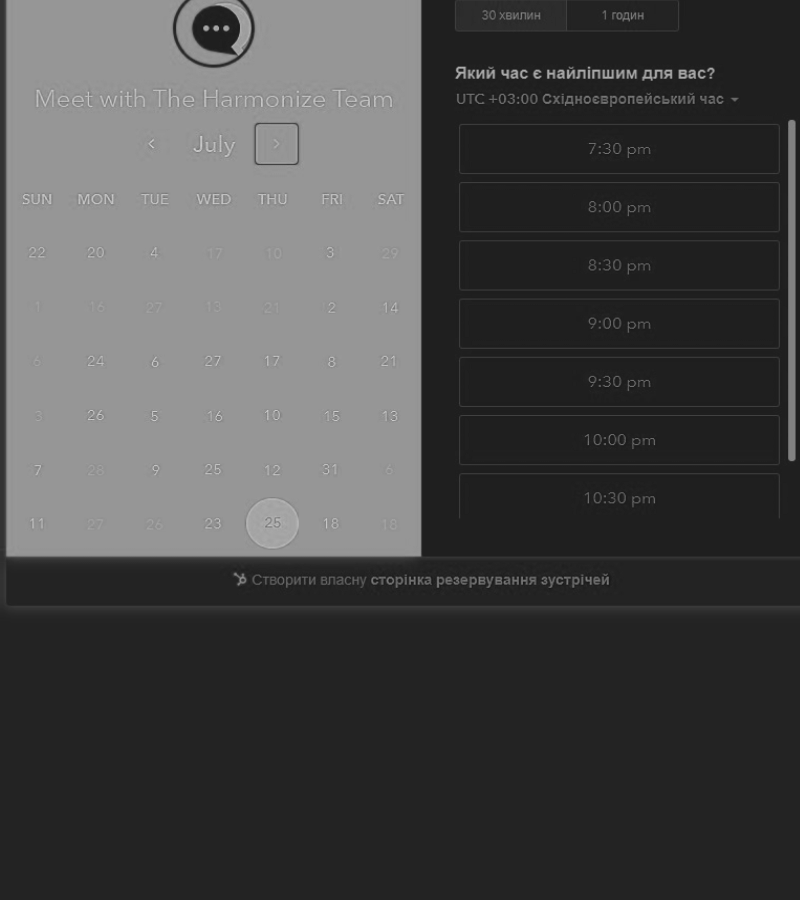 Meet with The Harmonize Team
July
SUN MON TUE WED THU FRI SAT
22 20 4 17 10 3 29
1 16 27 13 21 2 14
6 24 6 27 17 8 21
3 26 5 16 10 15 13
7 28 9 25 12 31 6
11 27 26 23 25 18 18
30 хвилин 1 годин
Який час є найліпшим для вас?
UTC +03:00 Східноєвропейський час
7:30 pm
8:00 pm
8:30 pm
9:00 pm
9:30 pm
10:00 pm
10:30 pm
Створити власну сторінка резервування зустрічей